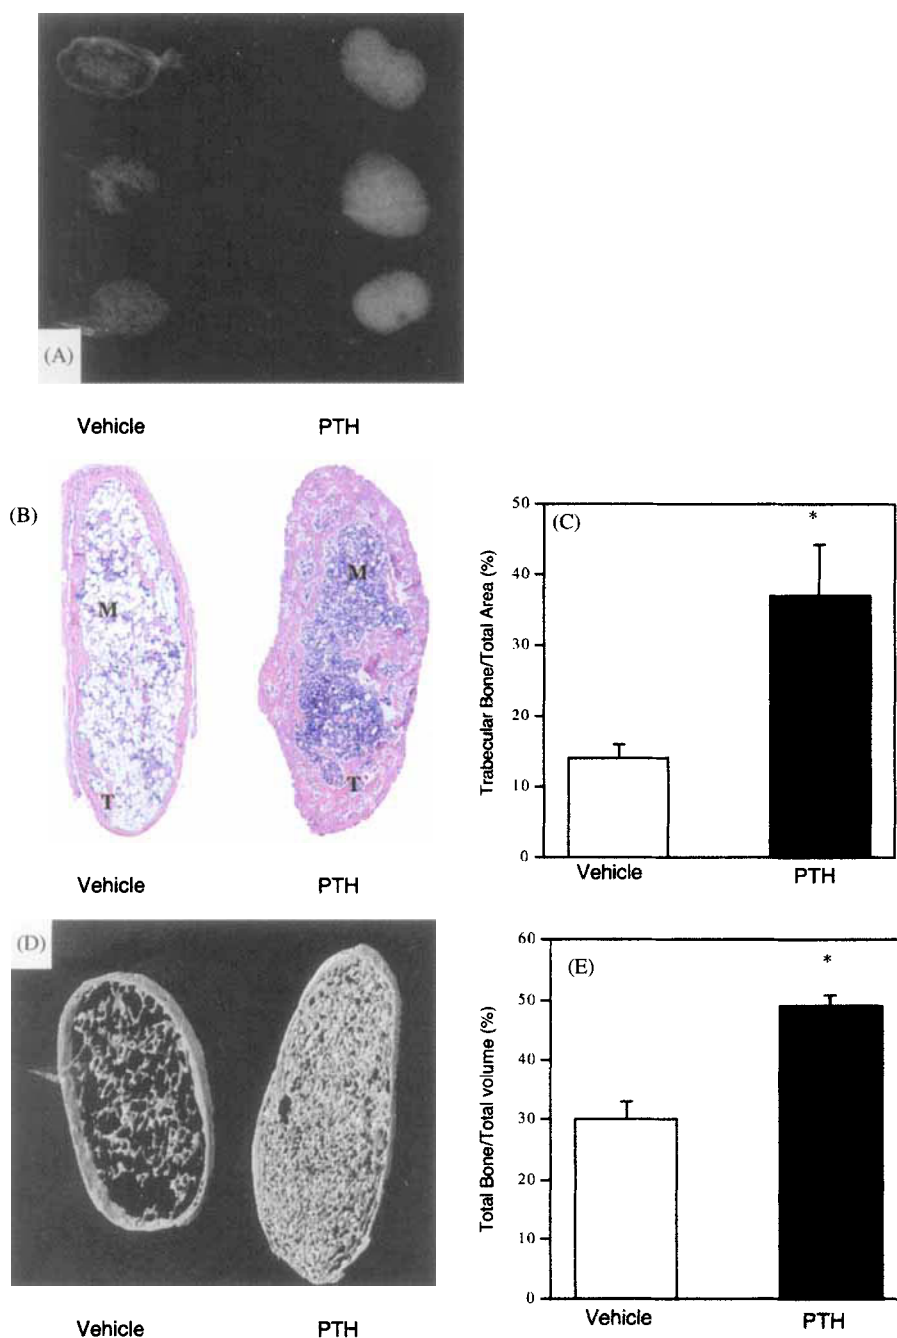 (A)
Vehicle PTH
(B)
M
T
M
T
Vehicle PTH
(C)
*
Trabecular Bone/Total Area (%)
50
40
30
20
10
0
Vehicle PTH
(D)
Vehicle PTH
(E)
*
Total Bone/Total volume (%)
60
50
40
30
20
10
0
Vehicle PTH